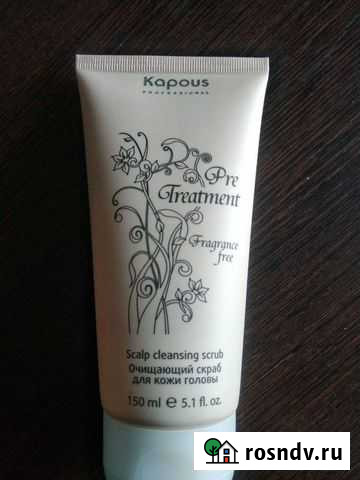 Kapous
PROFESSIONAL
Pre
Treatment
Fragrance
free
Scalp cleansing scrub
Очищающий скраб
для кожи головы
150 ml ℮ 5.1 fl. oz.
rosndv.ru